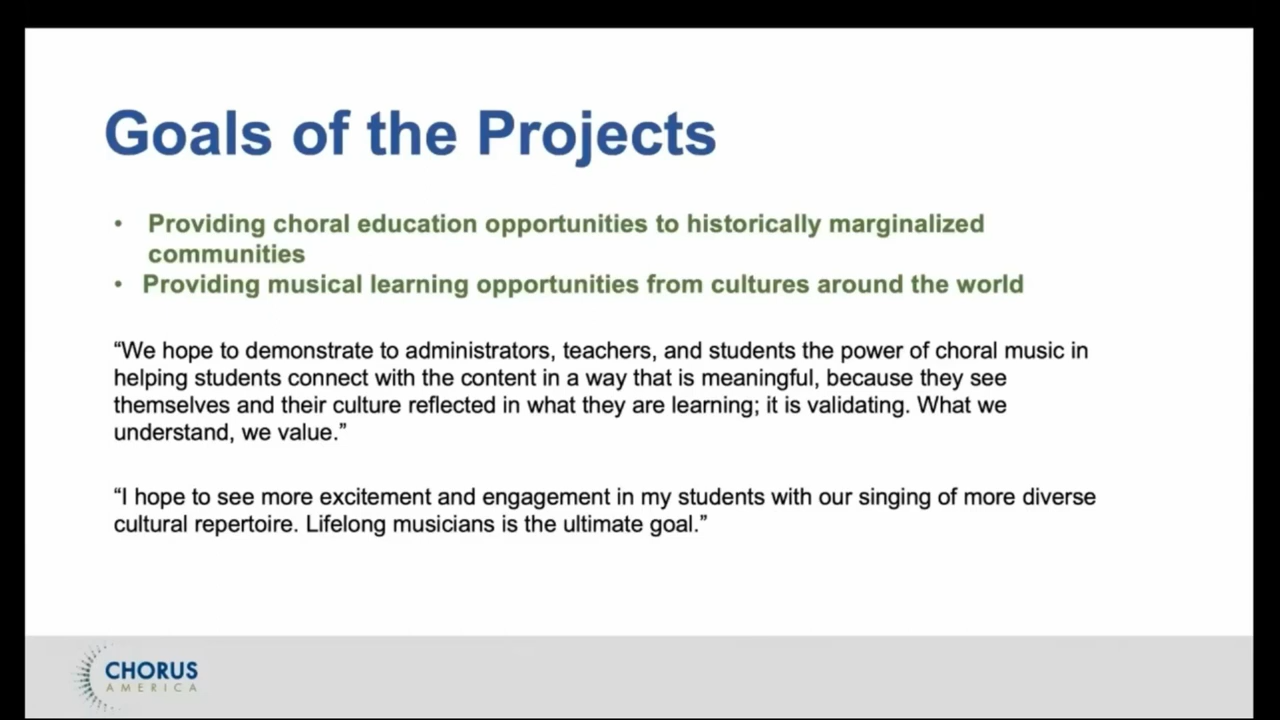 Goals of the Projects
• Providing choral education opportunities to historically marginalized
communities
• Providing musical learning opportunities from cultures around the world
“We hope to demonstrate to administrators, teachers, and students the power of choral music in
helping students connect with the content in a way that is meaningful, because they see
themselves and their culture reflected in what they are learning; it is validating. What we
understand, we value.”
“I hope to see more excitement and engagement in my students with our singing of more diverse
cultural repertoire. Lifelong musicians is the ultimate goal.”
CHORUS
AMERICA